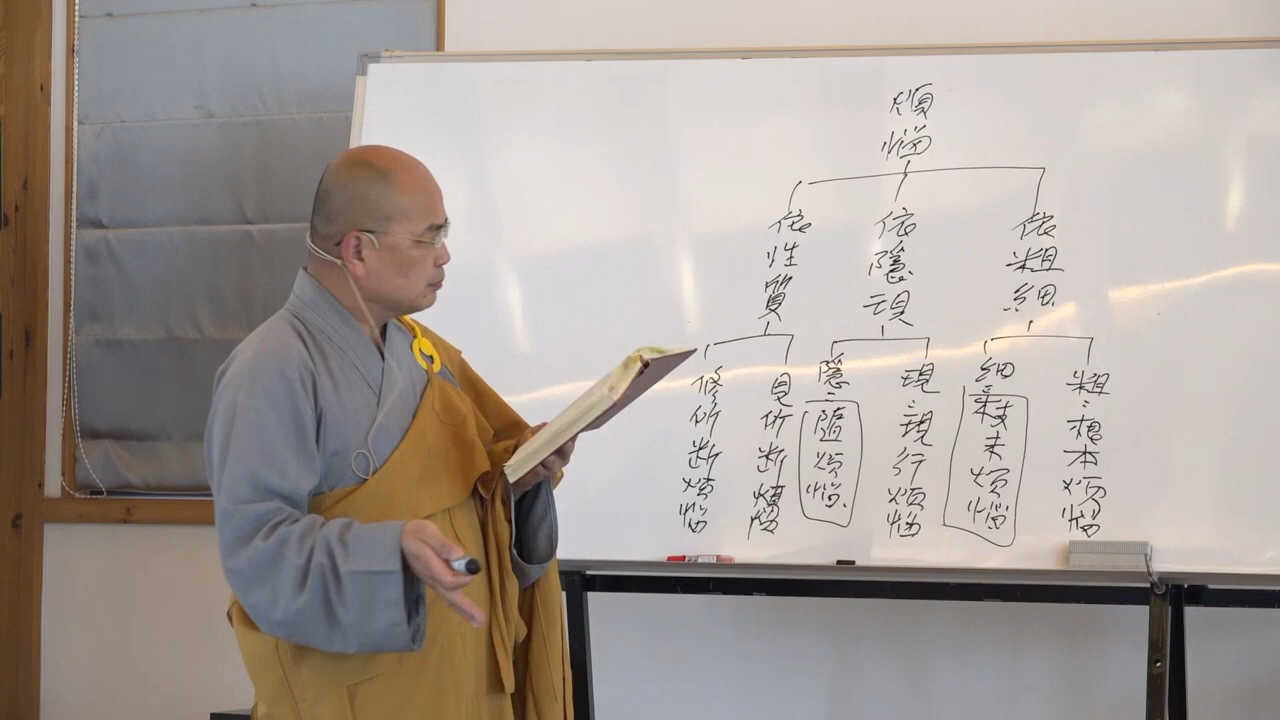 煩惱
依性質
依隱現
依粗細
修所斷煩惱
見所斷煩惱
隱:隨煩惱
現:現行煩惱
細:枝末煩惱
粗:根本煩惱